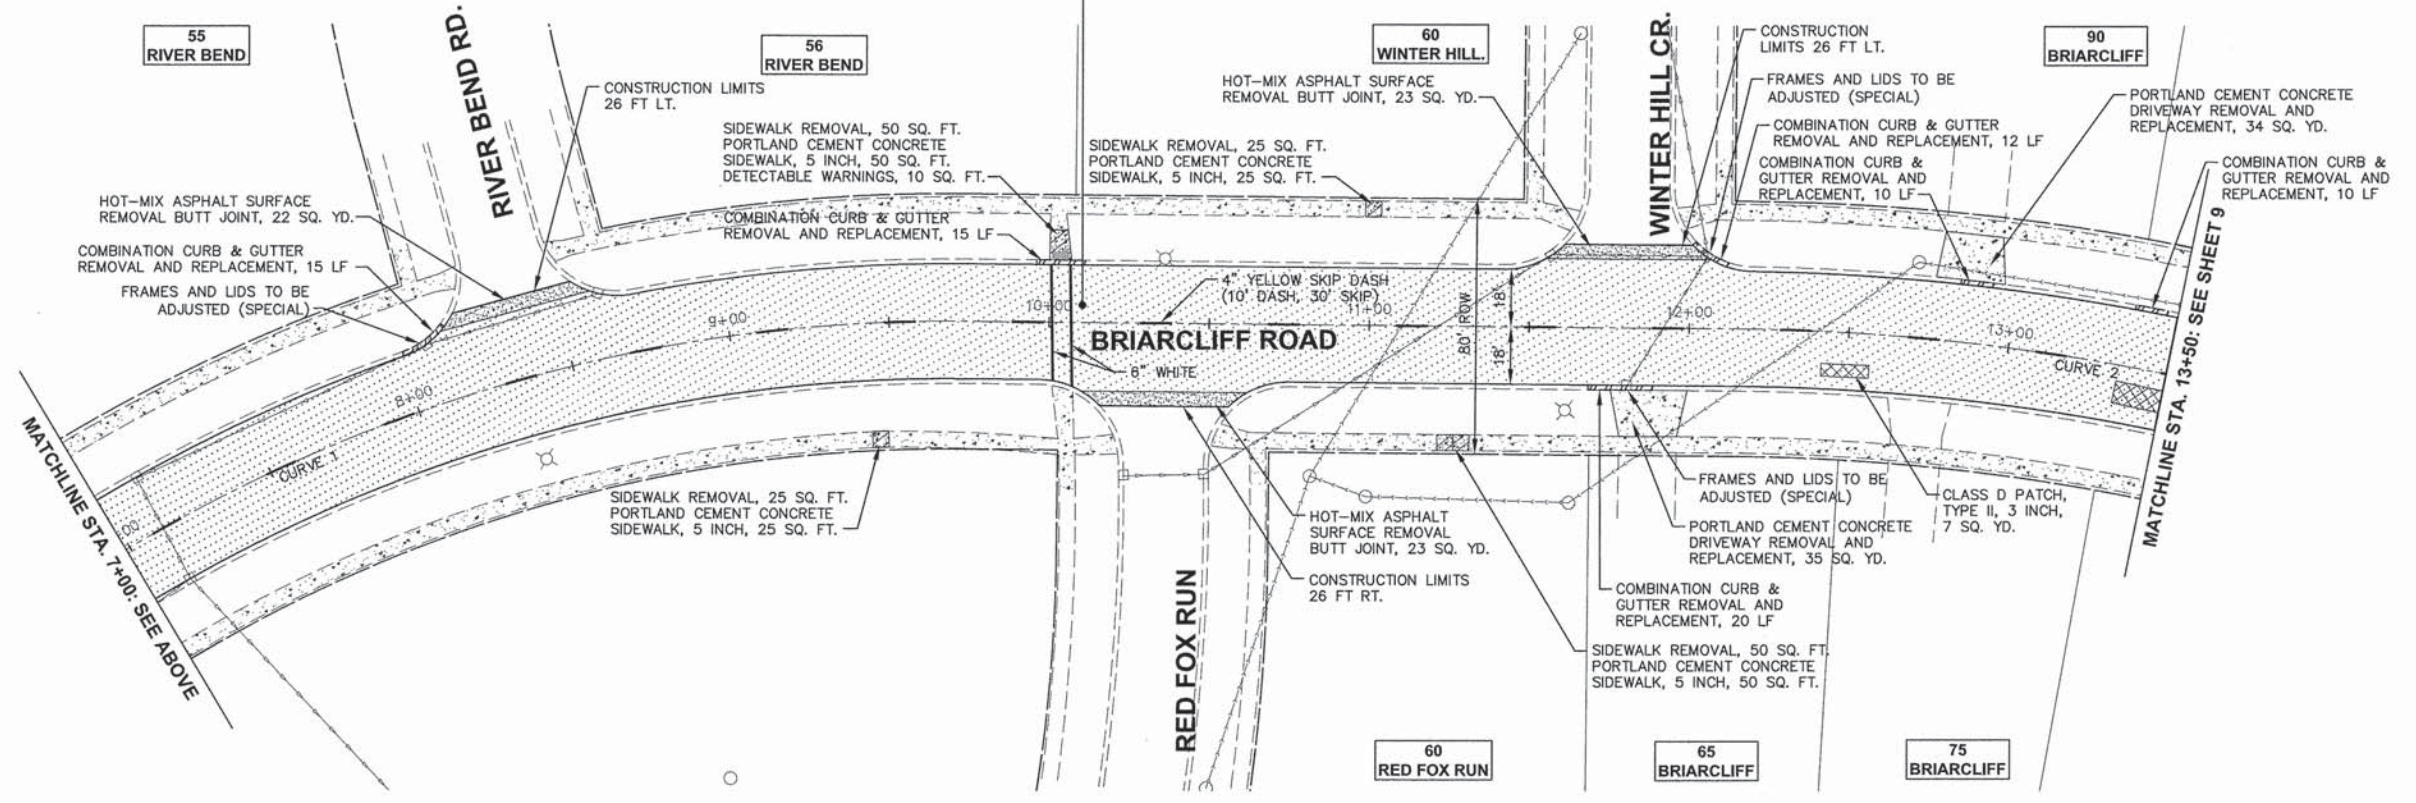 55
RIVER BEND
RIVER BEND RD.
56
RIVER BEND
60
WINTER HILL.
WINTER HILL CR.
90
BRIARCLIFF
CONSTRUCTION LIMITS
26 FT LT.
HOT-MIX ASPHALT SURFACE
REMOVAL BUTT JOINT, 22 SQ. YD.
COMBINATION CURB & GUTTER
REMOVAL AND REPLACEMENT, 15 LF
FRAMES AND LIDS TO BE
ADJUSTED (SPECIAL)
SIDEWALK REMOVAL, 50 SQ. FT.
PORTLAND CEMENT CONCRETE
SIDEWALK, 5 INCH, 50 SQ. FT.
DETECTABLE WARNINGS, 10 SQ. FT.
COMBINATION CURB & GUTTER
REMOVAL AND REPLACEMENT, 15 LF
SIDEWALK REMOVAL, 25 SQ. FT.
PORTLAND CEMENT CONCRETE
SIDEWALK, 5 INCH, 25 SQ. FT.
HOT-MIX ASPHALT SURFACE
REMOVAL BUTT JOINT, 23 SQ. YD.
CONSTRUCTION
LIMITS 26 FT LT.
FRAMES AND LIDS TO BE
ADJUSTED (SPECIAL)
COMBINATION CURB & GUTTER
REMOVAL AND REPLACEMENT, 12 LF
COMBINATION CURB &
GUTTER REMOVAL AND
REPLACEMENT, 10 LF
PORTLAND CEMENT CONCRETE
DRIVEWAY REMOVAL AND
REPLACEMENT, 34 SQ. YD.
COMBINATION CURB &
GUTTER REMOVAL AND
REPLACEMENT, 10 LF
4" YELLOW SKIP DASH
(10' DASH, 30' SKIP)
BRIARCLIFF ROAD
6" WHITE
80' ROW
18'
18'
00
8+00
9+00
10+00
11+00
12+00
13+00
CURVE 1
CURVE 2
MATCHLINE STA. 7+00: SEE ABOVE
MATCHLINE STA. 13+50: SEE SHEET 9
SIDEWALK REMOVAL, 25 SQ. FT.
PORTLAND CEMENT CONCRETE
SIDEWALK, 5 INCH, 25 SQ. FT.
RED FOX RUN
HOT-MIX ASPHALT
SURFACE REMOVAL
BUTT JOINT, 23 SQ. YD.
CONSTRUCTION LIMITS
26 FT RT.
FRAMES AND LIDS TO BE
ADJUSTED (SPECIAL)
PORTLAND CEMENT CONCRETE
DRIVEWAY REMOVAL AND
REPLACEMENT, 35 SQ. YD.
CLASS D PATCH,
TYPE II, 3 INCH,
7 SQ. YD.
COMBINATION CURB &
GUTTER REMOVAL AND
REPLACEMENT, 20 LF
SIDEWALK REMOVAL, 50 SQ. FT.
PORTLAND CEMENT CONCRETE
SIDEWALK, 5 INCH, 50 SQ. FT.
60
RED FOX RUN
65
BRIARCLIFF
75
BRIARCLIFF